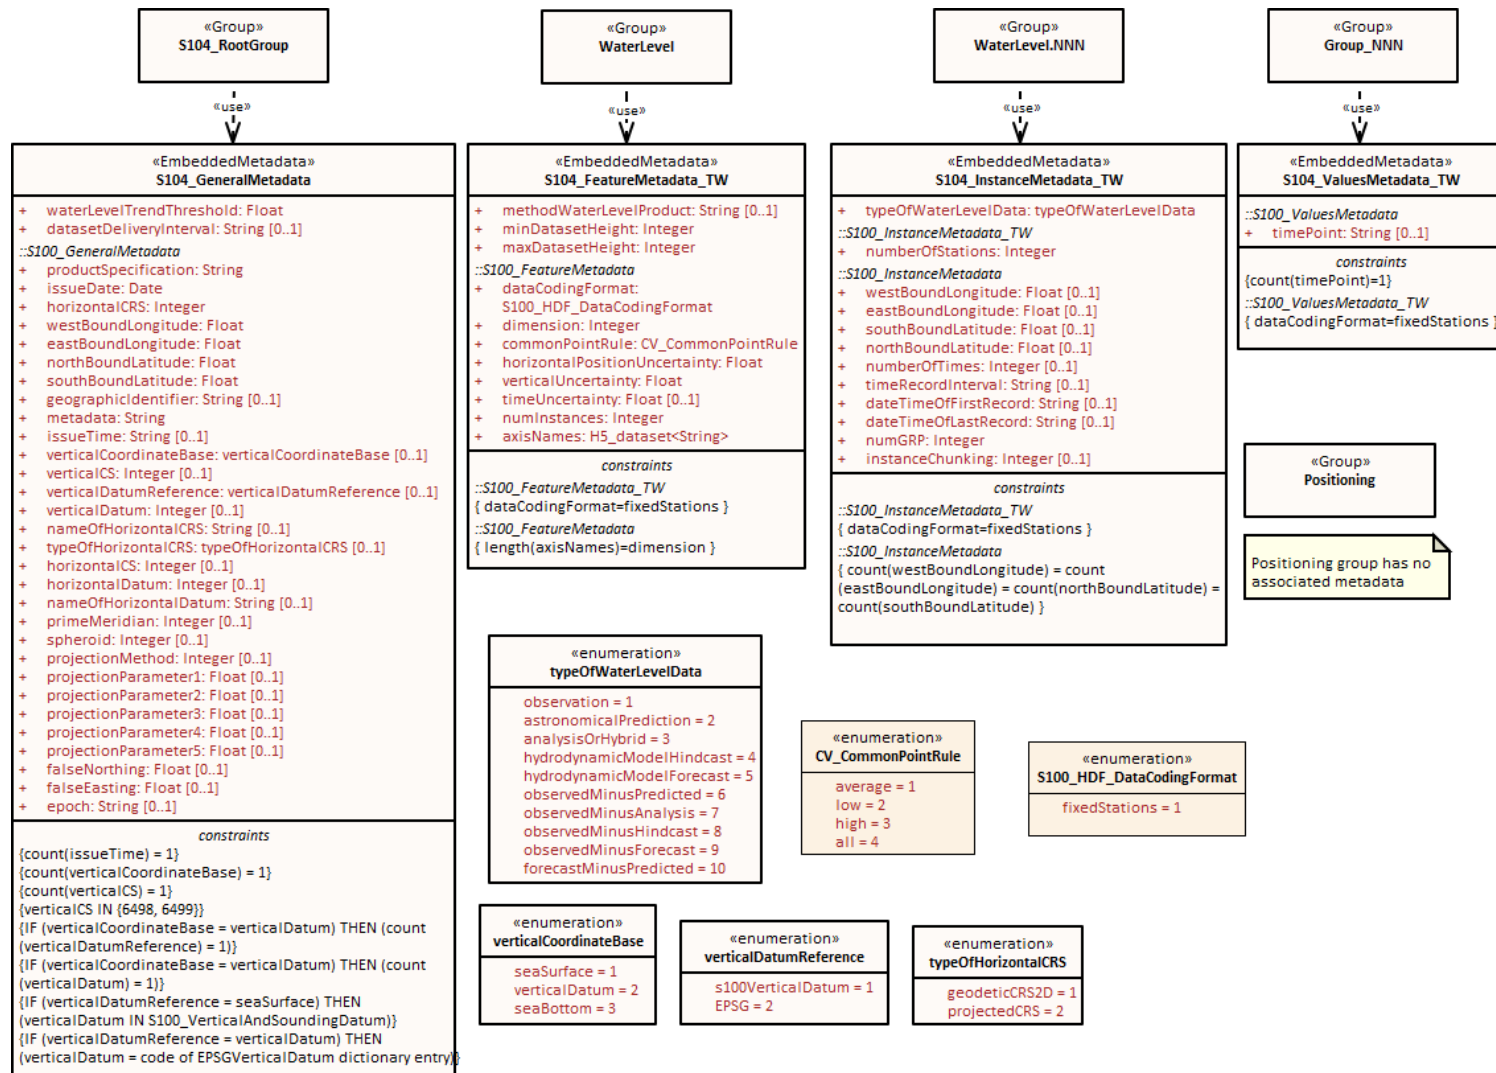 «Group»
S104_RootGroup
«use»
«EmbeddedMetadata»
S104_GeneralMetadata
+ waterLevelTrendThreshold: Float
+ datasetDeliveryInterval: String [0..1]
::S100_GeneralMetadata
+ productSpecification: String
+ issueDate: Date
+ horizontalCRS: Integer
+ westBoundLongitude: Float
+ eastBoundLongitude: Float
+ northBoundLatitude: Float
+ southBoundLatitude: Float
+ geographicIdentifier: String [0..1]
+ metadata: String
+ issueTime: String [0..1]
+ verticalCoordinateBase: verticalCoordinateBase [0..1]
+ verticalCS: Integer [0..1]
+ verticalDatumReference: verticalDatumReference [0..1]
+ verticalDatum: Integer [0..1]
+ nameOfHorizontalCRS: String [0..1]
+ typeOfHorizontalCRS: typeOfHorizontalCRS [0..1]
+ horizontalCS: Integer [0..1]
+ horizontalDatum: Integer [0..1]
+ nameOfHorizontalDatum: String [0..1]
+ primeMeridian: Integer [0..1]
+ spheroid: Integer [0..1]
+ projectionMethod: Integer [0..1]
+ projectionParameter1: Float [0..1]
+ projectionParameter2: Float [0..1]
+ projectionParameter3: Float [0..1]
+ projectionParameter4: Float [0..1]
+ projectionParameter5: Float [0..1]
+ falseNorthing: Float [0..1]
+ falseEasting: Float [0..1]
+ epoch: String [0..1]
constraints
{count(issueTime) = 1}
{count(verticalCoordinateBase) = 1}
{count(verticalCS) = 1}
{verticalCS IN {6498, 6499}}
{IF (verticalCoordinateBase = verticalDatum) THEN (count
(verticalDatumReference) = 1)}
{IF (verticalCoordinateBase = verticalDatum) THEN (count
(verticalDatum) = 1)}
{IF (verticalDatumReference = seaSurface) THEN
(verticalDatum IN S100_VerticalAndSoundingDatum)}
{IF (verticalDatumReference = verticalDatum) THEN
(verticalDatum = code of EPSGVerticalDatum dictionary entry)}
«Group»
WaterLevel
«use»
«EmbeddedMetadata»
S104_FeatureMetadata_TW
+ methodWaterLevelProduct: String [0..1]
+ minDatasetHeight: Integer
+ maxDatasetHeight: Integer
::S100_FeatureMetadata
+ dataCodingFormat:
S100_HDF_DataCodingFormat
+ dimension: Integer
+ commonPointRule: CV_CommonPointRule
+ horizontalPositionUncertainty: Float
+ verticalUncertainty: Float
+ timeUncertainty: Float [0..1]
+ numInstances: Integer
+ axisNames: H5_dataset<String>
constraints
::S100_FeatureMetadata_TW
{ dataCodingFormat=fixedStations }
::S100_FeatureMetadata
{ length(axisNames)=dimension }
«Group»
WaterLevel.NNN
«use»
«EmbeddedMetadata»
S104_InstanceMetadata_TW
+ typeOfWaterLevelData: typeOfWaterLevelData
::S100_InstanceMetadata_TW
+ numberOfStations: Integer
::S100_InstanceMetadata
+ westBoundLongitude: Float [0..1]
+ eastBoundLongitude: Float [0..1]
+ southBoundLatitude: Float [0..1]
+ northBoundLatitude: Float [0..1]
+ numberOfTimes: Integer [0..1]
+ timeRecordInterval: String [0..1]
+ dateTimeOfFirstRecord: String [0..1]
+ dateTimeOfLastRecord: String [0..1]
+ numGRP: Integer
+ instanceChunking: Integer [0..1]
constraints
::S100_InstanceMetadata_TW
{ dataCodingFormat=fixedStations }
::S100_InstanceMetadata
{ count(westBoundLongitude) = count
(eastBoundLongitude) = count(northBoundLatitude) =
count(southBoundLatitude) }
«Group»
Group_NNN
«use»
«EmbeddedMetadata»
S104_ValuesMetadata_TW
::S100_ValuesMetadata
+ timePoint: String [0..1]
constraints
{count(timePoint)=1}
::S100_ValuesMetadata_TW
{ dataCodingFormat=fixedStations }
«Group»
Positioning
Positioning group has no
associated metadata
«enumeration»
typeOfWaterLevelData
observation = 1
astronomicalPrediction = 2
analysisOrHybrid = 3
hydrodynamicModelHindcast = 4
hydrodynamicModelForecast = 5
observedMinusPredicted = 6
observedMinusAnalysis = 7
observedMinusHindcast = 8
observedMinusForecast = 9
forecastMinusPredicted = 10
«enumeration»
CV_CommonPointRule
average = 1
low = 2
high = 3
all = 4
«enumeration»
S100_HDF_DataCodingFormat
fixedStations = 1
«enumeration»
verticalCoordinateBase
seaSurface = 1
verticalDatum = 2
seaBottom = 3
«enumeration»
verticalDatumReference
s100VerticalDatum = 1
EPSG = 2
«enumeration»
typeOfHorizontalCRS
geodeticCRS2D = 1
projectedCRS = 2